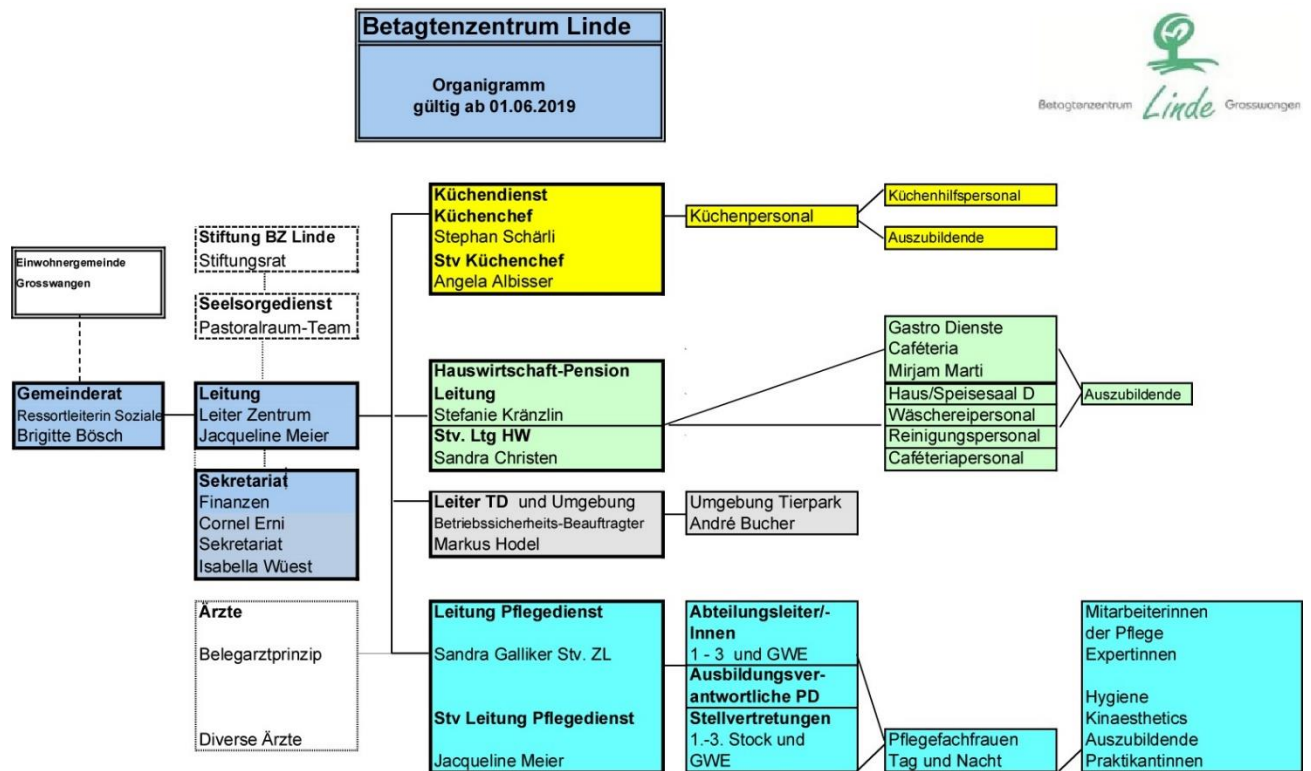 Betagtenzentrum Linde
Organigramm
gültig ab 01.06.2019
Betagtenzentrum Linde Grosswangen
Einwohnergemeinde
Grosswangen
Gemeinderat
Ressortleiterin Soziale
Brigitte Bösch
Stiftung BZ Linde
Stiftungsrat
Seelsorgedienst
Pastoralraum-Team
Leitung
Leiter Zentrum
Jacqueline Meier
Sekretariat
Finanzen
Cornel Erni
Sekretariat
Isabella Wüest
Ärzte
Belegarztprinzip
Diverse Ärzte
Küchendienst
Küchenchef
Stephan Schärli
Stv Küchenchef
Angela Albisser
Küchenpersonal
Küchenhilfspersonal
Auszubildende
Hauswirtschaft-Pension
Leitung
Stefanie Kränzlin
Stv. Ltg HW
Sandra Christen
Gastro Dienste
Caféteria
Mirjam Marti
Haus/Speisesaal D
Wäschereipersonal
Reinigungspersonal
Caféteriapersonal
Auszubildende
Leiter TD und Umgebung
Betriebssicherheits-Beauftragter
Markus Hodel
Umgebung Tierpark
André Bucher
Leitung Pflegedienst
Sandra Galliker Stv. ZL
Stv Leitung Pflegedienst
Jacqueline Meier
Abteilungsleiter/-
Innen
1 - 3 und GWE
Ausbildungsver-
antwortliche PD
Stellvertretungen
1.-3. Stock und
GWE
Pflegefachfrauen
Tag und Nacht
Mitarbeiterinnen
der Pflege
Expertinnen
Hygiene
Kinaesthetics
Auszubildende
Praktikantinnen